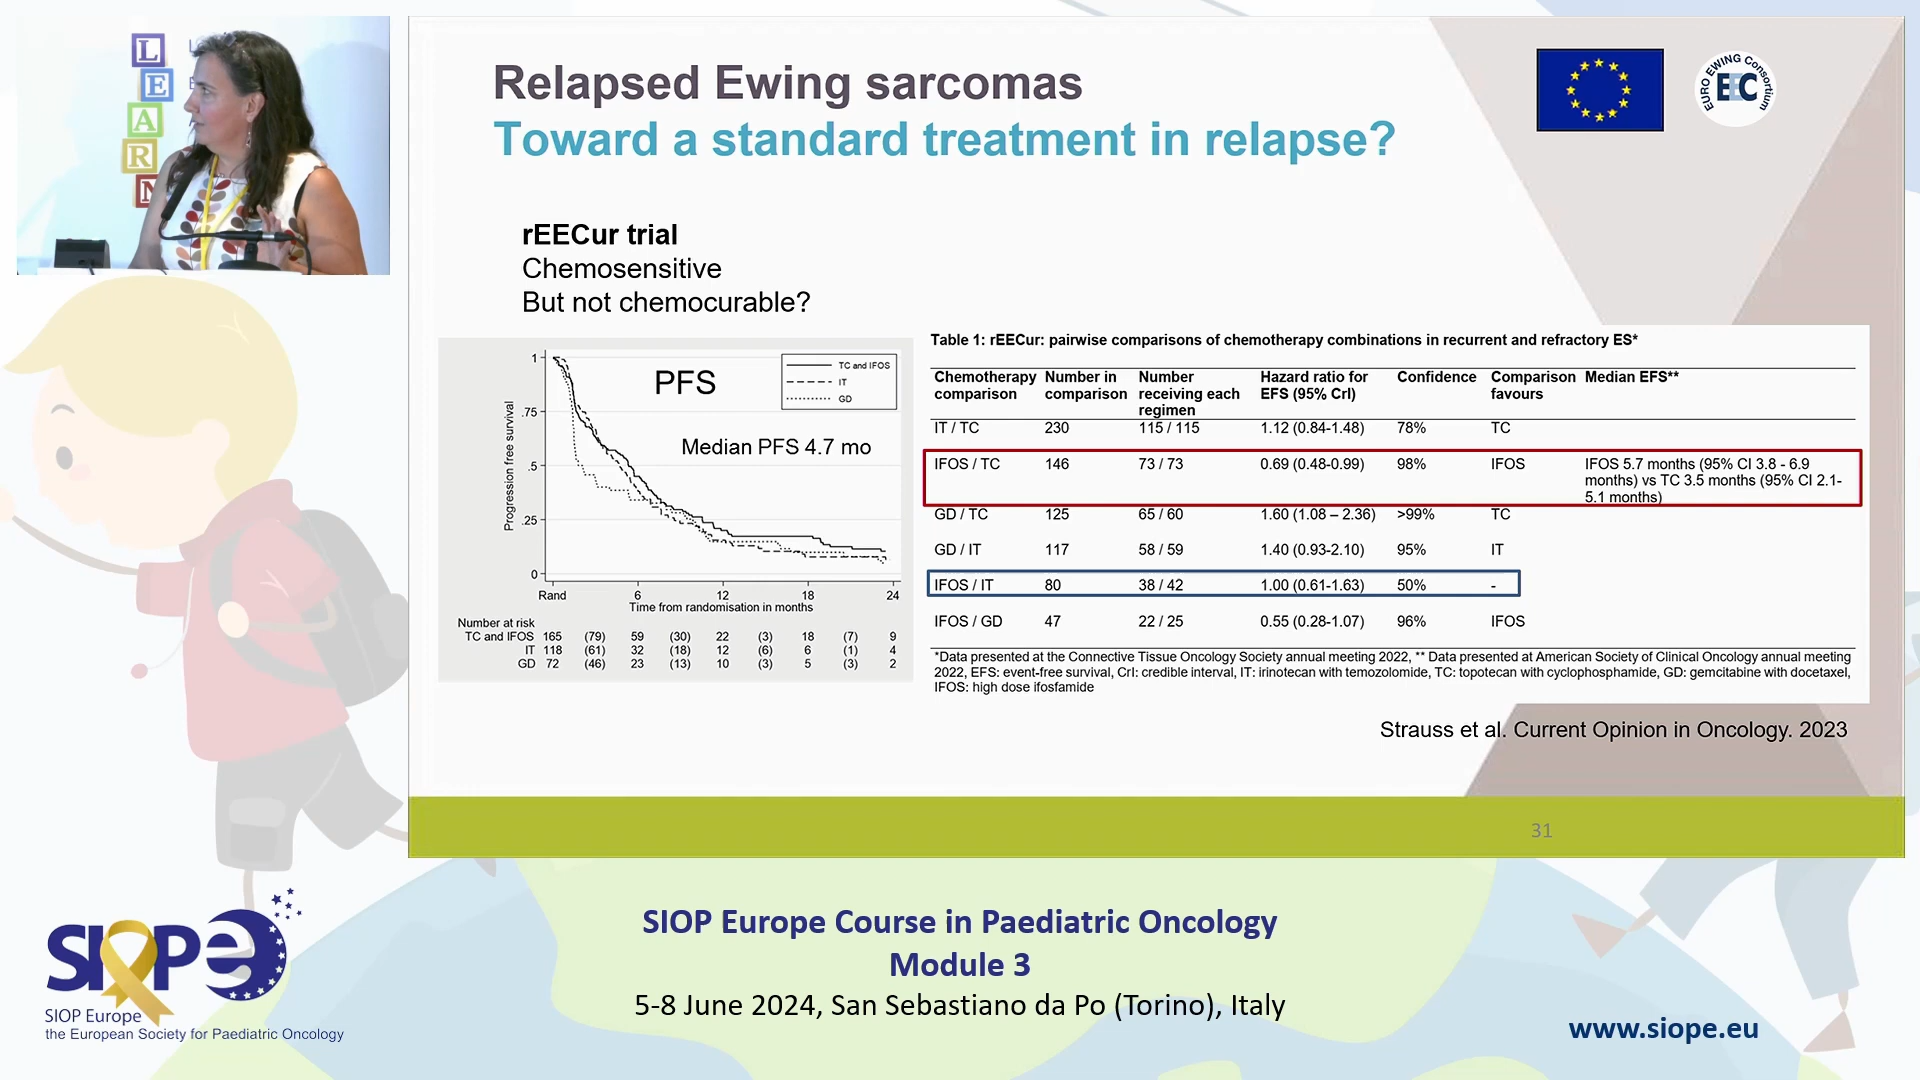 L
E
A
R
N
Relapsed Ewing sarcomas
Toward a standard treatment in relapse?
EURO EWING Consortium
EEC
rEECur trial
Chemosensitive
But not chemocurable?
PFS
Median PFS 4.7 mo
TC and IFOS
IT
GD
Progression free survival
1
.75
.5
.25
0
Rand 6 12 18 24
Time from randomisation in months
Number at risk
TC and IFOS 165 (79) 59 (30) 22 (3) 18 (7) 9
IT 118 (61) 32 (18) 12 (6) 6 (1) 4
GD 72 (46) 23 (13) 10 (3) 5 (3) 2
Table 1: rEECur: pairwise comparisons of chemotherapy combinations in recurrent and refractory ES*
Chemotherapy Number in Number Hazard ratio for Confidence Comparison Median EFS**
comparison comparison receiving each EFS (95% CrI) favours
regimen
IT / TC 230 115 / 115 1.12 (0.84-1.48) 78% TC
IFOS / TC 146 73 / 73 0.69 (0.48-0.99) 98% IFOS IFOS 5.7 months (95% CI 3.8 - 6.9
months) vs TC 3.5 months (95% CI 2.1-
5.1 months)
GD / TC 125 65 / 60 1.60 (1.08 – 2.36) >99% TC
GD / IT 117 58 / 59 1.40 (0.93-2.10) 95% IT
IFOS / IT 80 38 / 42 1.00 (0.61-1.63) 50% -
IFOS / GD 47 22 / 25 0.55 (0.28-1.07) 96% IFOS
*Data presented at the Connective Tissue Oncology Society annual meeting 2022, ** Data presented at American Society of Clinical Oncology annual meeting
2022, EFS: event-free survival, CrI: credible interval, IT: irinotecan with temozolomide, TC: topotecan with cyclophosphamide, GD: gemcitabine with docetaxel,
IFOS: high dose ifosfamide
Strauss et al. Current Opinion in Oncology. 2023
31
SIOPe
SIOP Europe
the European Society for Paediatric Oncology
SIOP Europe Course in Paediatric Oncology
Module 3
5-8 June 2024, San Sebastiano da Po (Torino), Italy
www.siope.eu